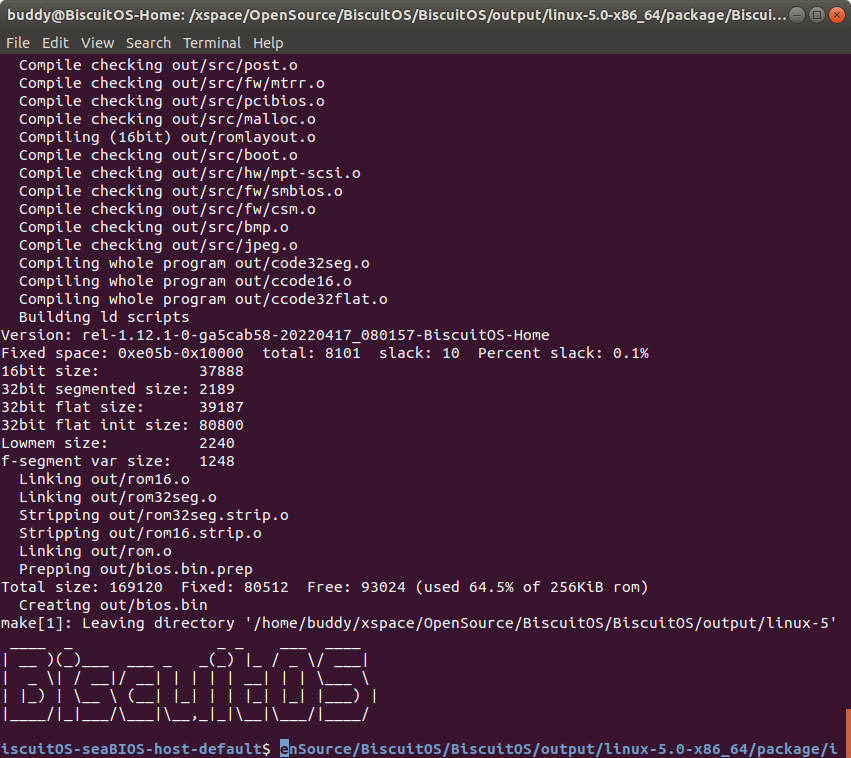 buddy@BiscuitOS-Home: /xspace/OpenSource/BiscuitOS/BiscuitOS/output/linux-5.0-x86_64/package/Biscui...
File Edit View Search Terminal Help
  Compile checking out/src/post.o
  Compile checking out/src/fw/mtrr.o
  Compile checking out/src/pcibios.o
  Compile checking out/src/malloc.o
  Compiling (16bit) out/romlayout.o
  Compile checking out/src/boot.o
  Compile checking out/src/hw/mpt-scsi.o
  Compile checking out/src/fw/smbios.o
  Compile checking out/src/fw/csm.o
  Compile checking out/src/bmp.o
  Compile checking out/src/jpeg.o
  Compiling whole program out/code32seg.o
  Compiling whole program out/ccode16.o
  Compiling whole program out/ccode32flat.o
  Building ld scripts
Version: rel-1.12.1-0-ga5cab58-20220417_080157-BiscuitOS-Home
Fixed space: 0xe05b-0x10000  total: 8101  slack: 10  Percent slack: 0.1%
16bit size:           37888
32bit segmented size: 2189
32bit flat size:      39187
32bit flat init size: 80800
Lowmem size:          2240
f-segment var size:   1248
  Linking out/rom16.o
  Linking out/rom32seg.o
  Stripping out/rom32seg.strip.o
  Stripping out/rom16.strip.o
  Linking out/rom.o
  Prepping out/bios.bin.prep
Total size: 169120  Fixed: 80512  Free: 93024 (used 64.5% of 256KiB rom)
  Creating out/bios.bin
make[1]: Leaving directory '/home/buddy/xspace/OpenSource/BiscuitOS/BiscuitOS/output/linux-5'
BiscuitOS
iscuitOS-seaBIOS-host-default$ enSource/BiscuitOS/BiscuitOS/output/linux-5.0-x86_64/package/i